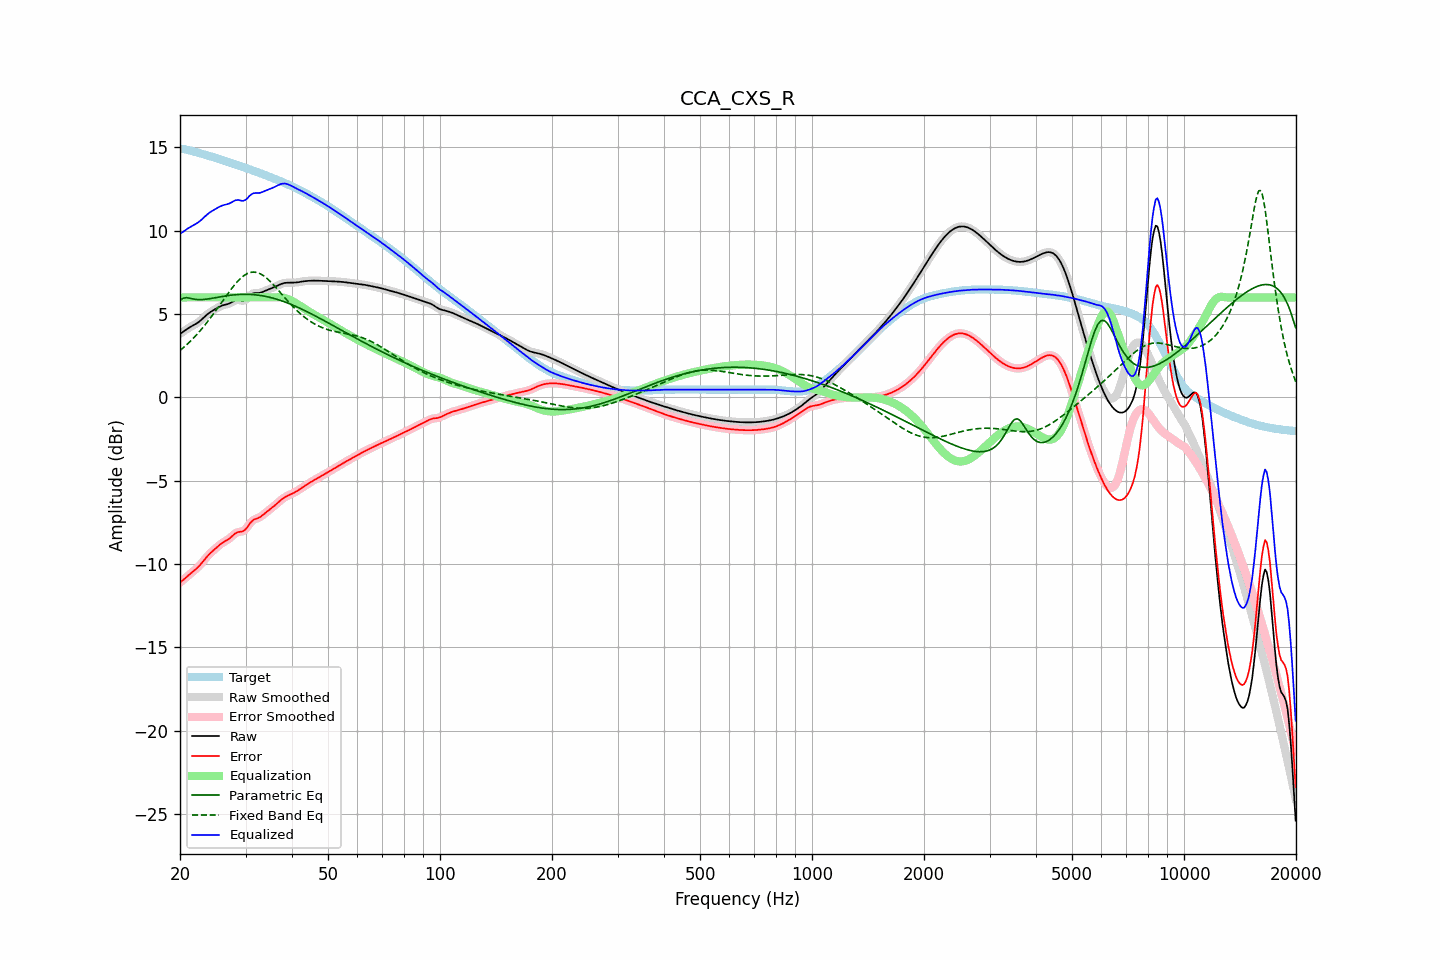 CCA_CXS_R
Amplitude (dBr)
15
10
5
0
−5
−10
−15
−20
−25
Target
Raw Smoothed
Error Smoothed
Raw
Error
Equalization
Parametric Eq
Fixed Band Eq
Equalized
20 50 100 200 500 1000 2000 5000 10000 20000
Frequency (Hz)